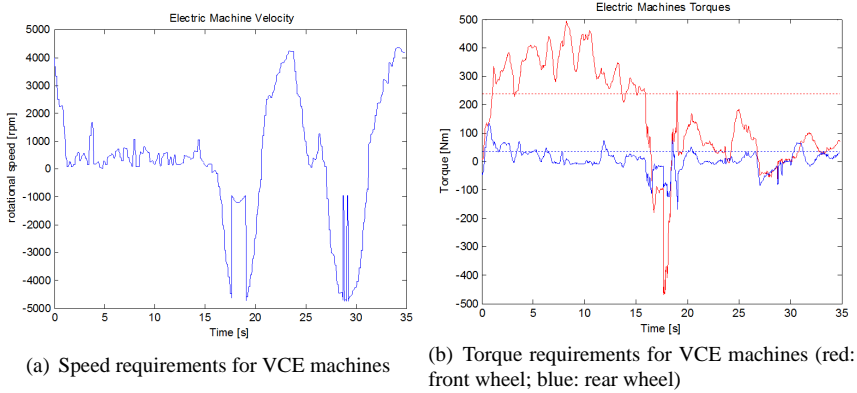 Electric Machine Velocity
5000
4000
3000
2000
1000
0
-1000
-2000
-3000
-4000
-5000
rotational speed [rpm]
0 5 10 15 20 25 30 35
Time [s]
(a) Speed requirements for VCE machines
Electric Machines Torques
500
400
300
200
100
0
-100
-200
-300
-400
-500
Torque [Nm]
0 5 10 15 20 25 30 35
Time [s]
(b) Torque requirements for VCE machines (red:
front wheel; blue: rear wheel)